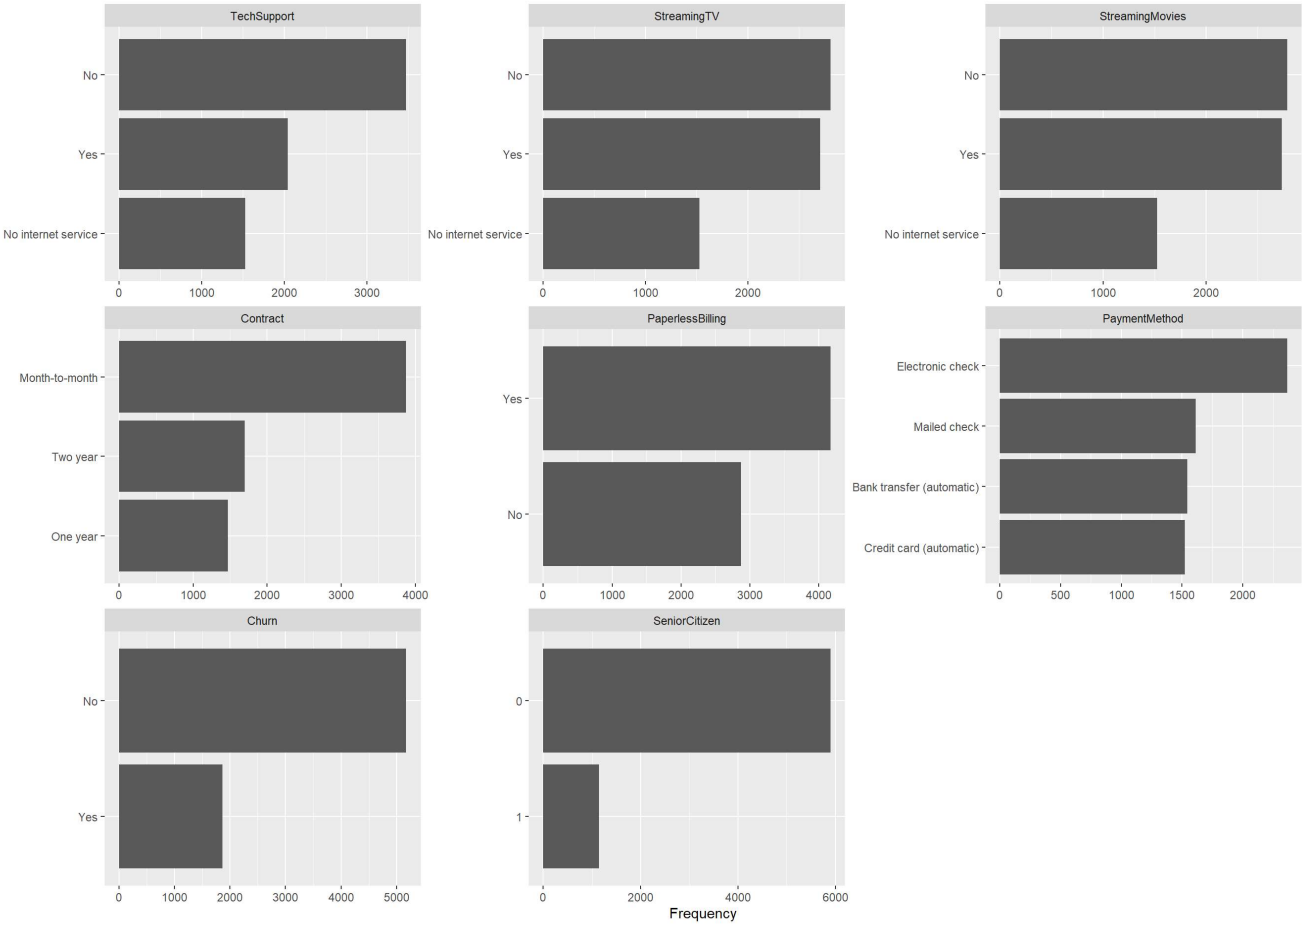 TechSupport
No
Yes
No internet service
0 1000 2000 3000
StreamingTV
No
Yes
No internet service
0 1000 2000
StreamingMovies
No
Yes
No internet service
0 1000 2000
Contract
Month-to-month
Two year
One year
0 1000 2000 3000 4000
PaperlessBilling
Yes
No
0 1000 2000 3000 4000
PaymentMethod
Electronic check
Mailed check
Bank transfer (automatic)
Credit card (automatic)
0 500 1000 1500 2000
Churn
No
Yes
0 1000 2000 3000 4000 5000
SeniorCitizen
0
1
0 2000 4000 6000
Frequency